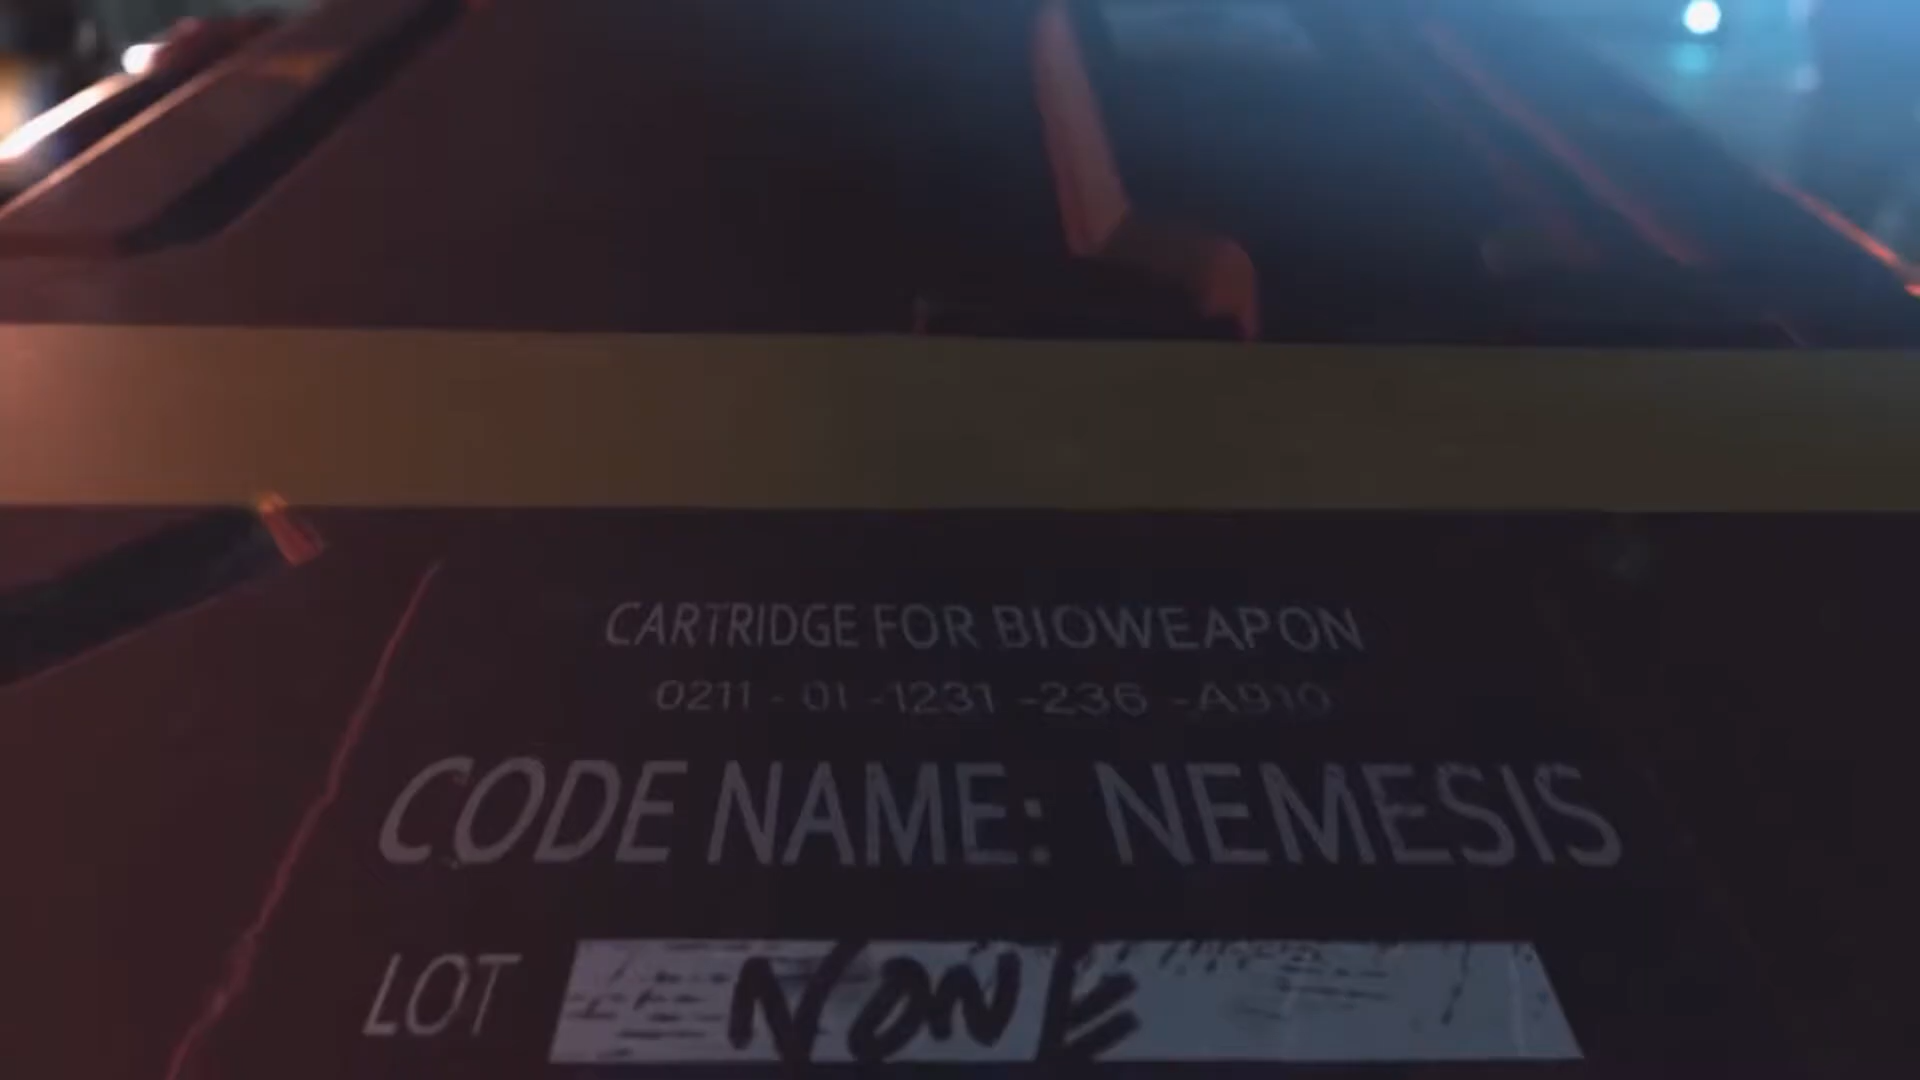 CARTRIDGE FOR BIOWEAPON
0211 - 01 -1231 -236 -A910
CODE NAME: NEMESIS
LOT NONE